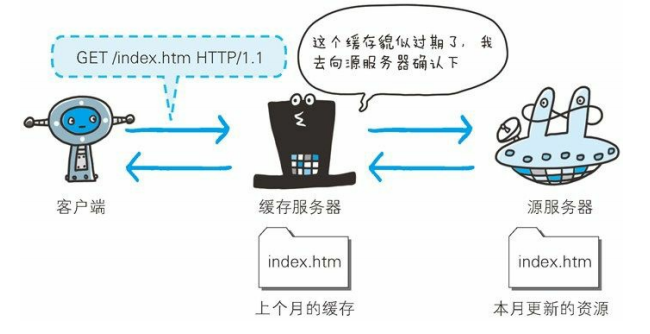 GET /index.htm HTTP/1.1
这个缓存貌似过期了，我
去向源服务器确认下
客户端
缓存服务器
源服务器
index.htm
index.htm
上个月的缓存
本月更新的资源